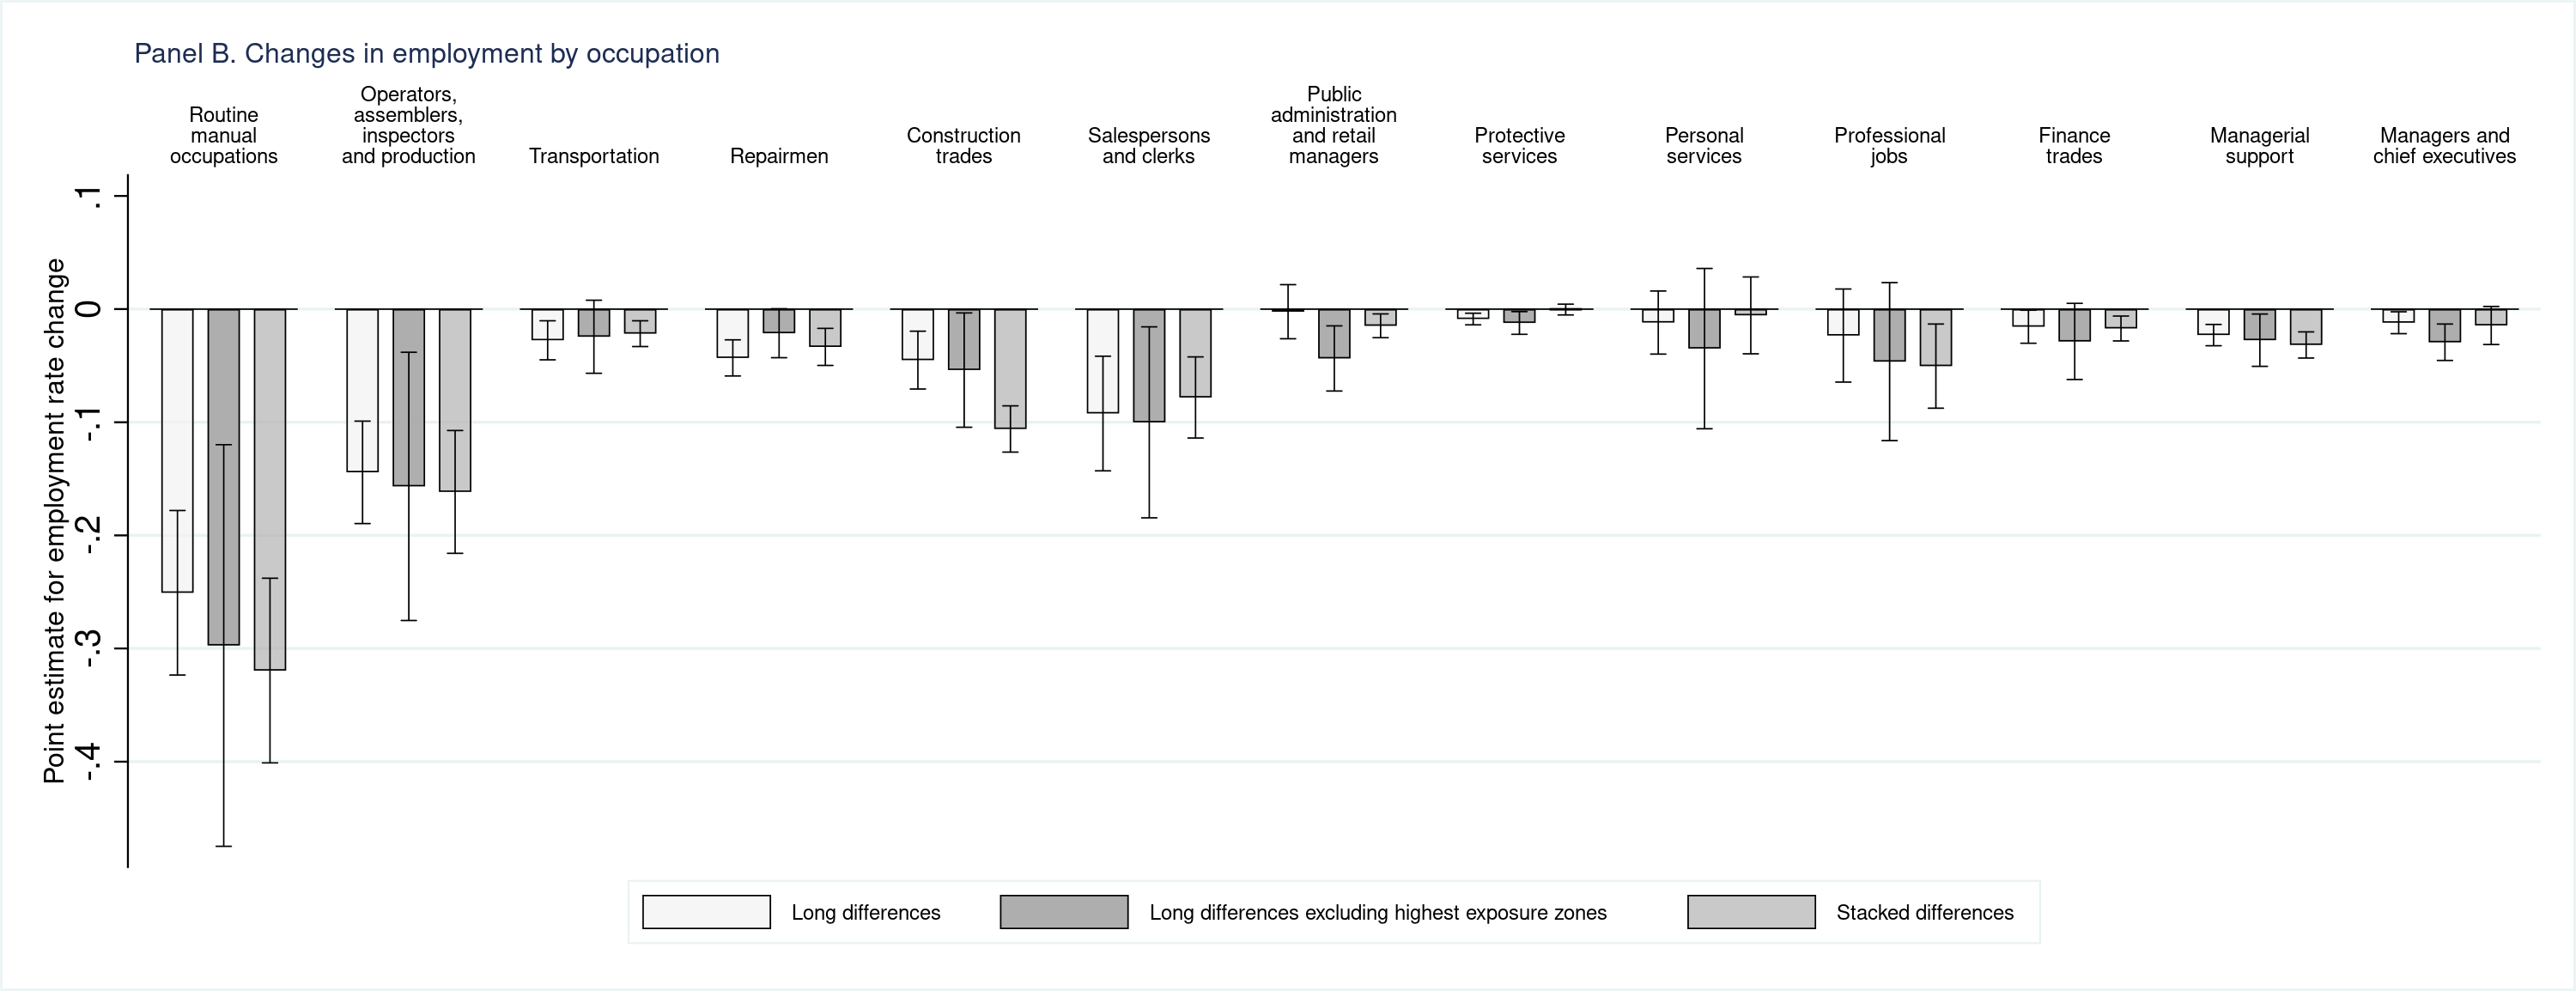 Panel B. Changes in employment by occupation
Routine
manual
occupations
Operators,
assemblers,
inspectors
and production
Transportation
Repairmen
Construction
trades
Salespersons
and clerks
Public
administration
and retail
managers
Protective
services
Personal
services
Professional
jobs
Finance
trades
Managerial
support
Managers and
chief executives
Point estimate for employment rate change
.1
0
-.1
-.2
-.3
-.4
Long differences
Long differences excluding highest exposure zones
Stacked differences